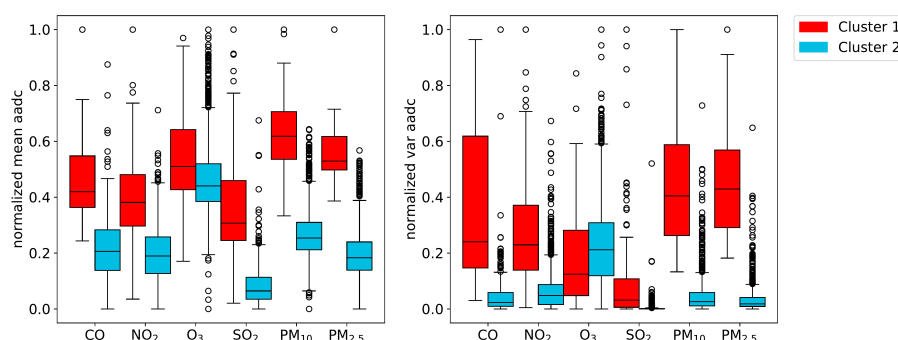 normalized mean aadc
1.0
0.8
0.6
0.4
0.2
0.0
CO NO₂ O₃ SO₂ PM₁₀ PM₂.₅
normalized var aadc
1.0
0.8
0.6
0.4
0.2
0.0
CO NO₂ O₃ SO₂ PM₁₀ PM₂.₅
Cluster 1
Cluster 2